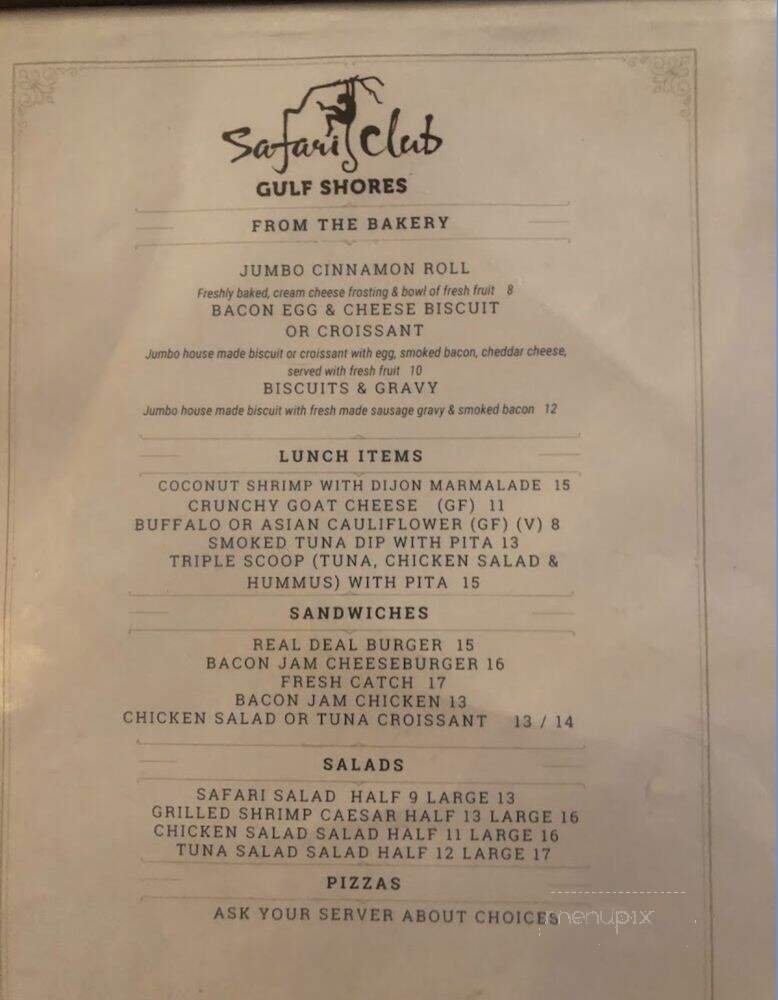 Safari Club
GULF SHORES
FROM THE BAKERY
JUMBO CINNAMON ROLL
Freshly baked, cream cheese frosting & bowl of fresh fruit 8
BACON EGG & CHEESE BISCUIT
OR CROISSANT
Jumbo house made biscuit or croissant with egg, smoked bacon, cheddar cheese,
served with fresh fruit 10
BISCUITS & GRAVY
Jumbo house made biscuit with fresh made sausage gravy & smoked bacon 12
LUNCH ITEMS
COCONUT SHRIMP WITH DIJON MARMALADE 15
CRUNCHY GOAT CHEESE (GF) 11
BUFFALO OR ASIAN CAULIFLOWER (GF) (V) 8
SMOKED TUNA DIP WITH PITA 13
TRIPLE SCOOP (TUNA, CHICKEN SALAD &
HUMMUS) WITH PITA 15
SANDWICHES
REAL DEAL BURGER 15
BACON JAM CHEESEBURGER 16
FRESH CATCH 17
BACON JAM CHICKEN 13
CHICKEN SALAD OR TUNA CROISSANT 13 / 14
SALADS
SAFARI SALAD HALF 9 LARGE 13
GRILLED SHRIMP CAESAR HALF 13 LARGE 16
CHICKEN SALAD SALAD HALF 11 LARGE 16
TUNA SALAD SALAD HALF 12 LARGE 17
PIZZAS
ASK YOUR SERVER ABOUT CHOICES
menupix